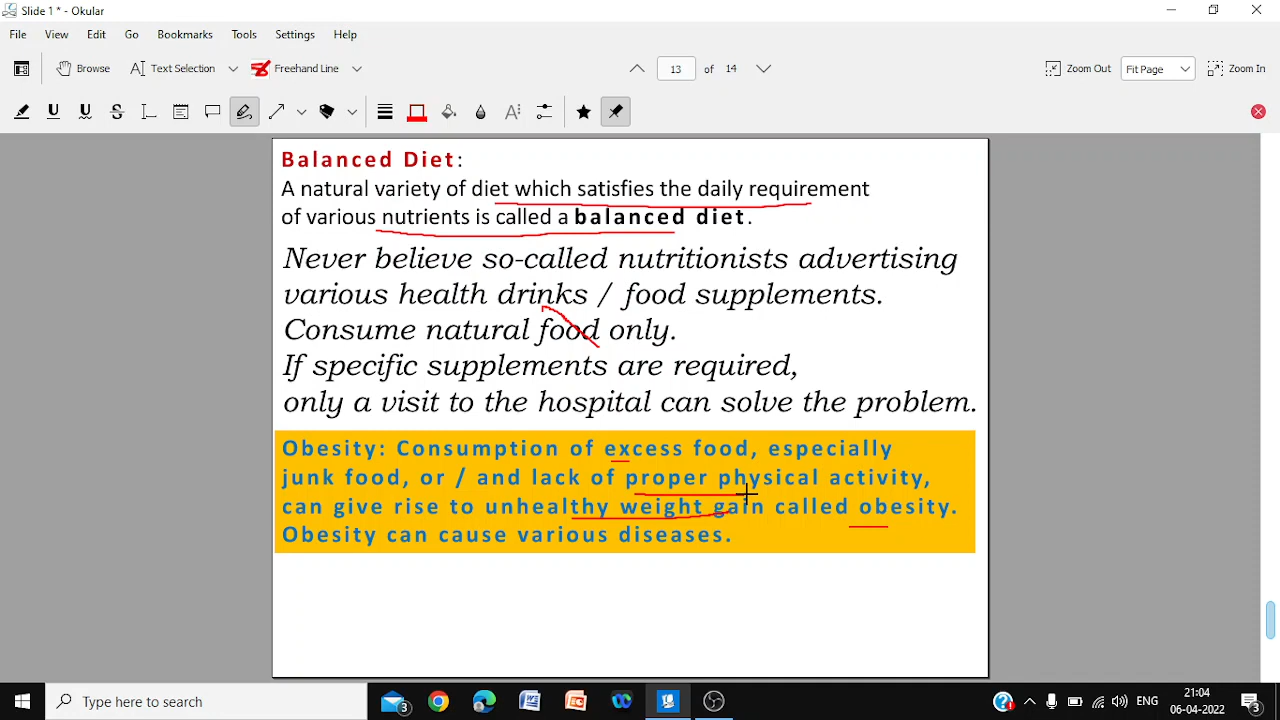 Slide 1 * - Okular
File View Edit Go Bookmarks Tools Settings Help
Browse Text Selection Freehand Line 13 of 14 Zoom Out Fit Page Zoom In
Balanced Diet:
A natural variety of diet which satisfies the daily requirement
of various nutrients is called a balanced diet.
Never believe so-called nutritionists advertising
various health drinks / food supplements.
Consume natural food only.
If specific supplements are required,
only a visit to the hospital can solve the problem.
Obesity: Consumption of excess food, especially
junk food, or / and lack of proper physical activity,
can give rise to unhealthy weight gain called obesity.
Obesity can cause various diseases.
Type here to search
3
ENG
21:04
06-04-2022
3